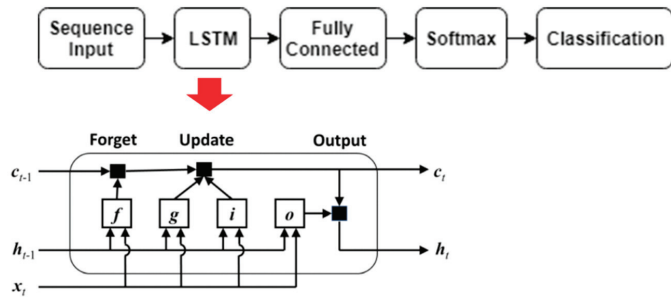 Sequence
Input
LSTM
Fully
Connected
Softmax
Classification
Forget Update Output
c_{t-1} c_t
f g i o
h_{t-1} h_t
x_t